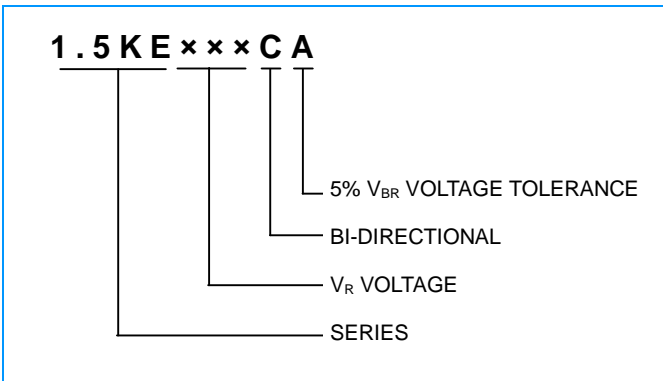 1.5KE×××CA
5% VBR VOLTAGE TOLERANCE
BI-DIRECTIONAL
VR VOLTAGE
SERIES